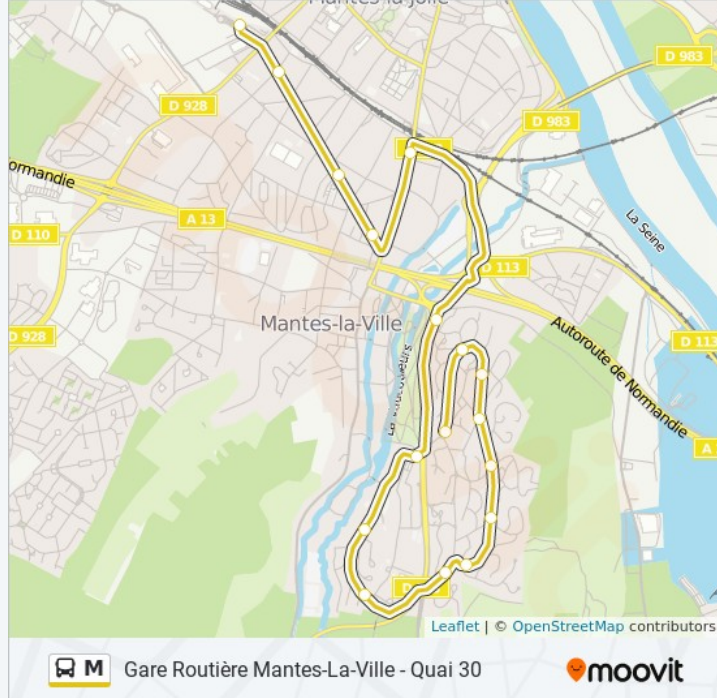 Mantes-la-Jolie
D 983
D 928
D 983
ormandie
A 13
D 110
La Seine
D 113
Mantes-la-Ville
D 928
Autoroute de Normandie
D 113
A
D
Leaflet | © OpenStreetMap contributors
M Gare Routière Mantes-La-Ville - Quai 30 moovit